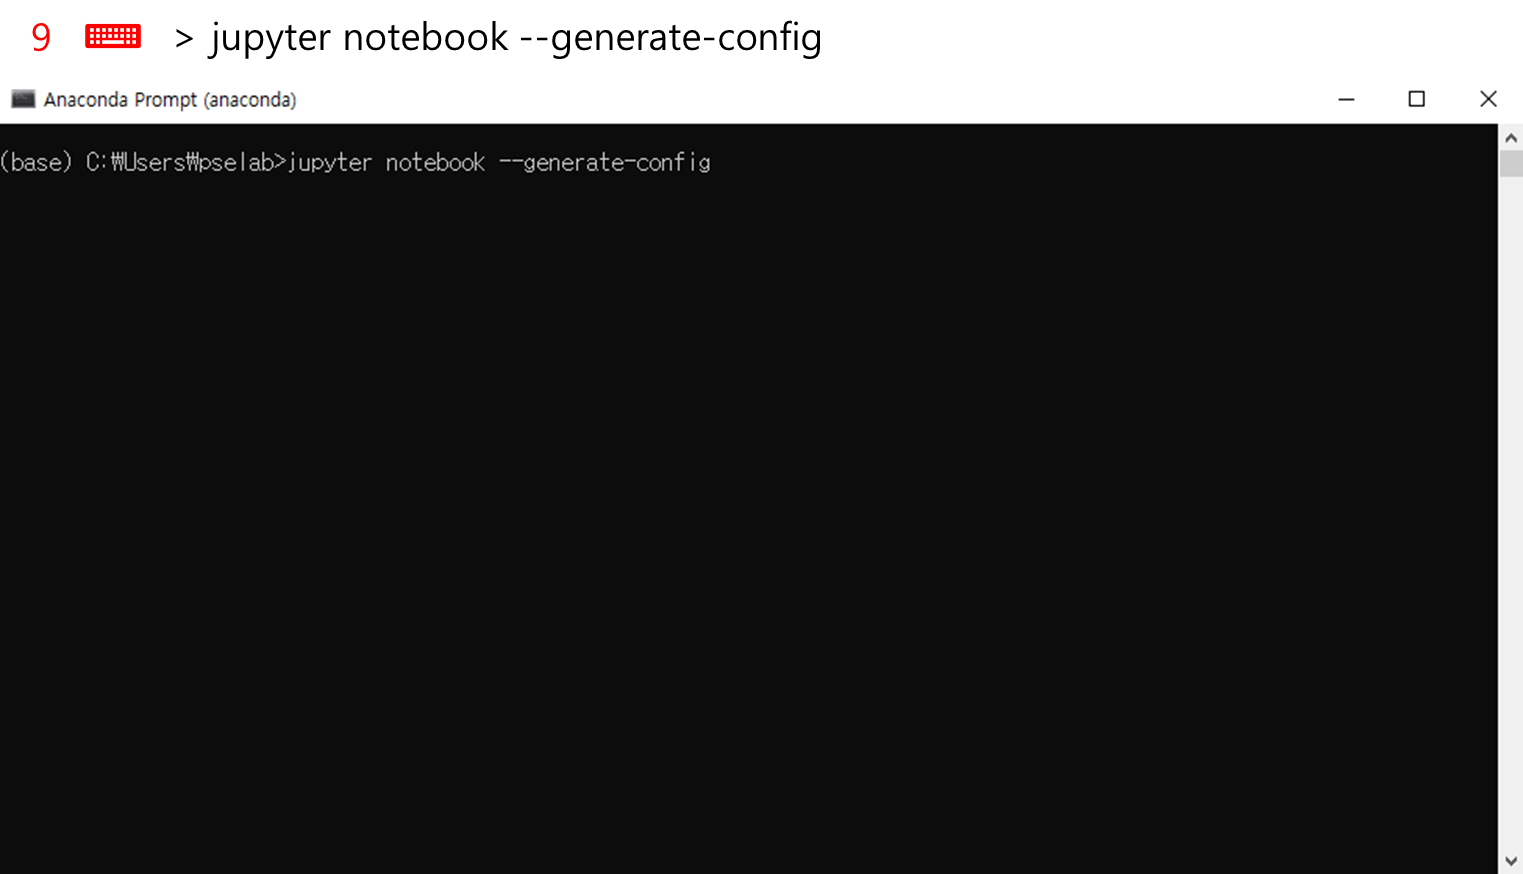 9 > jupyter notebook --generate-config
Anaconda Prompt (anaconda)
(base) C:₩Users₩pselab>jupyter notebook --generate-config